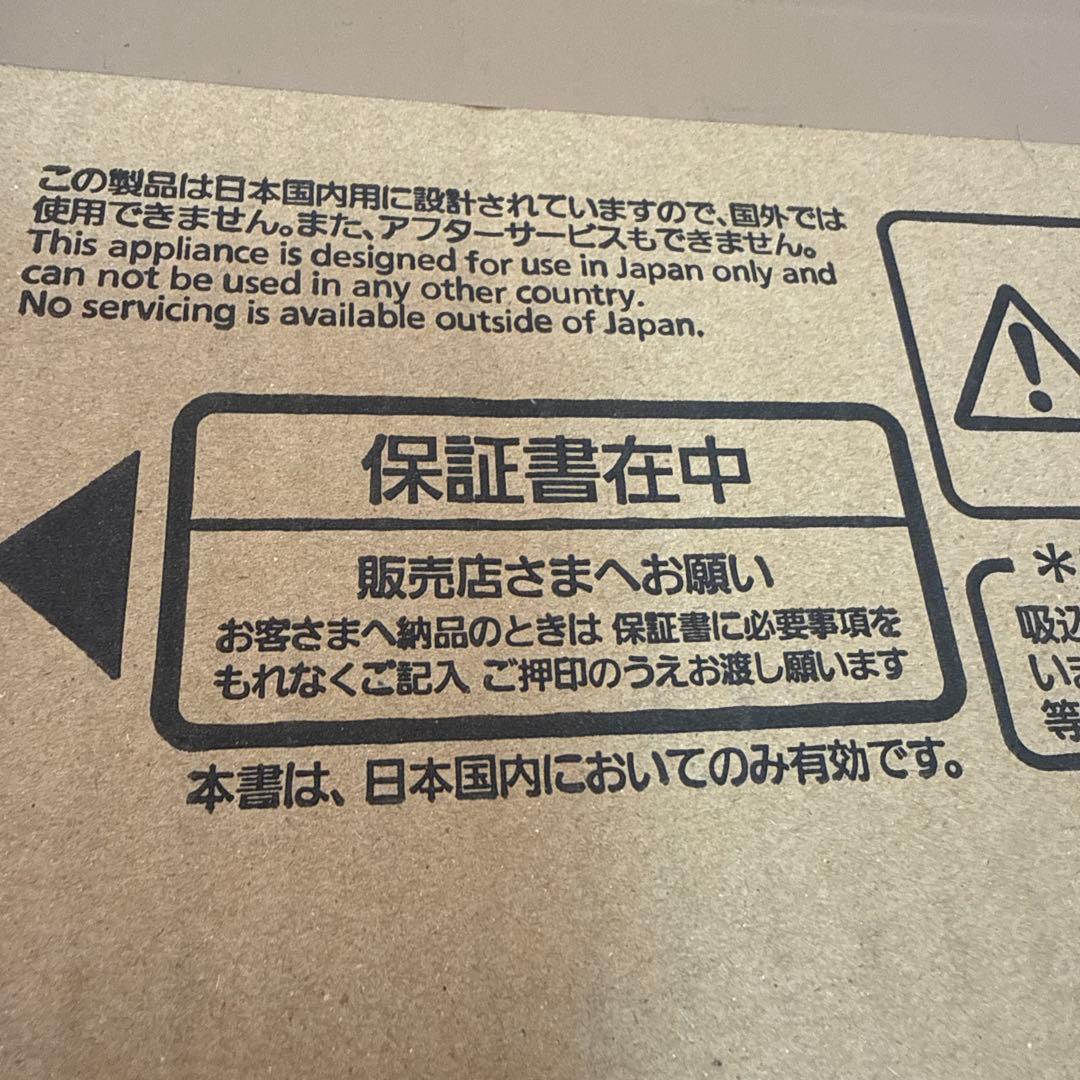 この製品は日本国内用に設計されていますので、国外では
使用できません。また、アフターサービスもできません。
This appliance is designed for use in Japan only and
can not be used in any other country.
No servicing is available outside of Japan.
保証書在中
販売店さまへお願い
お客さまへ納品のときは 保証書に必要事項を
もれなくご記入 ご押印のうえお渡し願います
本書は、日本国内においてのみ有効です。
*
吸込
いま
等